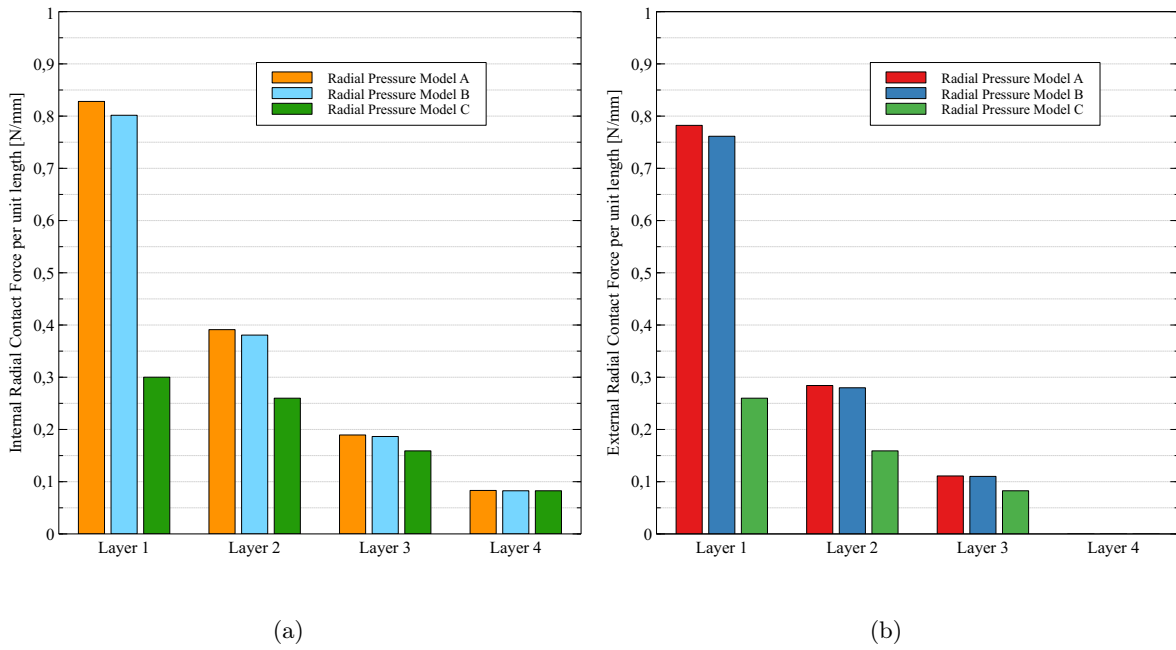 1
0,9
0,8
0,7
0,6
0,5
0,4
0,3
0,2
0,1
0
Internal Radial Contact Force per unit length [N/mm]
Radial Pressure Model A
Radial Pressure Model B
Radial Pressure Model C
Layer 1 Layer 2 Layer 3 Layer 4
(a)
1
0,9
0,8
0,7
0,6
0,5
0,4
0,3
0,2
0,1
0
External Radial Contact Force per unit length [N/mm]
Radial Pressure Model A
Radial Pressure Model B
Radial Pressure Model C
Layer 1 Layer 2 Layer 3 Layer 4
(b)